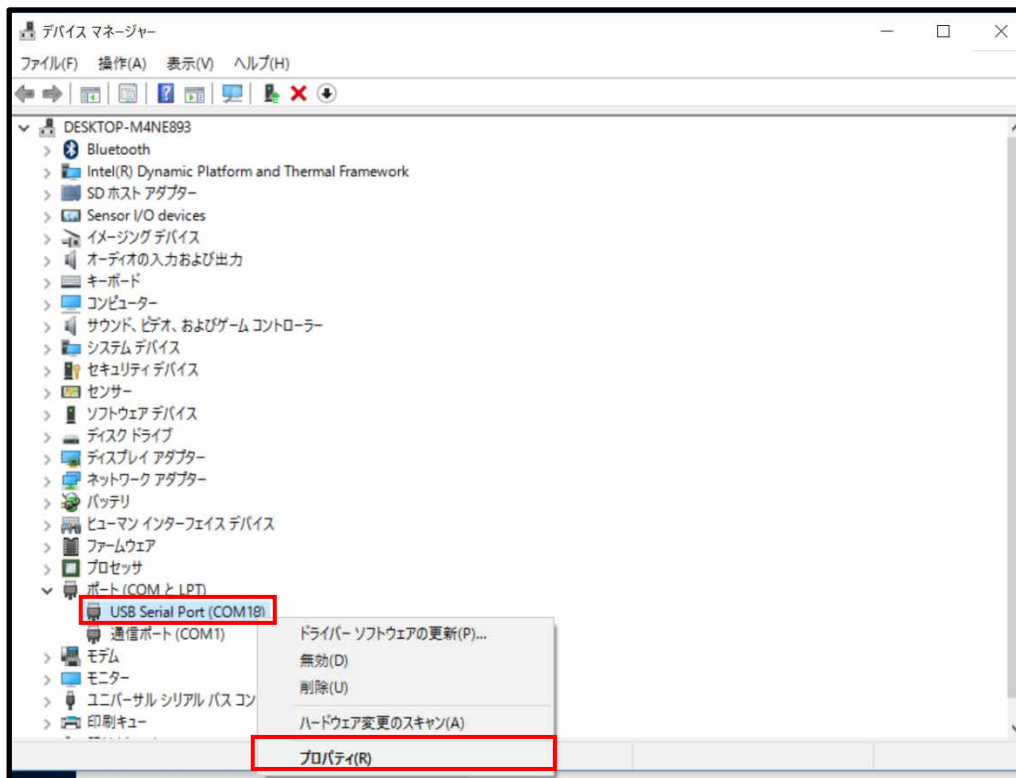 デバイス マネージャー
ファイル(F) 操作(A) 表示(V) ヘルプ(H)
DESKTOP-M4NE893
Bluetooth
Intel(R) Dynamic Platform and Thermal Framework
SD ホスト アダプター
Sensor I/O devices
イメージング デバイス
オーディオの入力および出力
キーボード
コンピューター
サウンド、ビデオ、およびゲーム コントローラー
システム デバイス
セキュリティ デバイス
センサー
ソフトウェア デバイス
ディスク ドライブ
ディスプレイ アダプター
ネットワーク アダプター
バッテリ
ヒューマン インターフェイス デバイス
ファームウェア
プロセッサ
ポート (COM と LPT)
USB Serial Port (COM18)
通信ポート (COM1)
モデム
モニター
ユニバーサル シリアル バス コン
印刷キュー
ドライバー ソフトウェアの更新(P)...
無効(D)
削除(U)
ハードウェア変更のスキャン(A)
プロパティ(R)